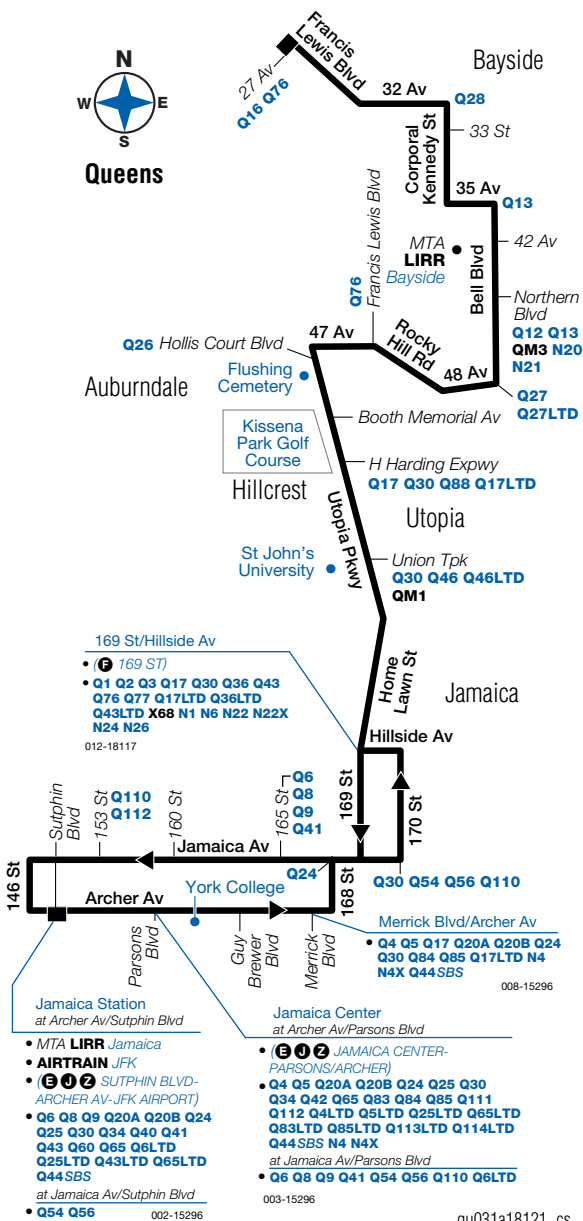 Francis
Lewis Blvd
Bayside
N
W
E
S
Queens
27 Av
Q16 Q76
32 Av
Q28
33 St
Corporal
Kennedy St
35 Av
Q13
Francis Lewis Blvd
Q76
MTA
LIRR
Bayside
Bell Blvd
42 Av
Northern
Blvd
Q12 Q13
QM3 N20
N21
47 Av
Rocky
Hill Rd
48 Av
Q27
Q27LTD
Q26 Hollis Court Blvd
Flushing
Cemetery
Auburndale
Booth Memorial Av
Kissena
Park Golf
Course
H Harding Expwy
Q17 Q30 Q88 Q17LTD
Hillcrest
Utopia
Utopia Pkwy
St John's
University
Union Tpk
Q30 Q46 Q46LTD
QM1
169 St/Hillside Av
(F 169 ST)
Q1 Q2 Q3 Q17 Q30 Q36 Q43
Q76 Q77 Q17LTD Q36LTD
Q43LTD X68 N1 N6 N22 N22X
N24 N26
012-18117
Home
Lawn St
Jamaica
Hillside Av
169 St
170 St
Sutphin
Blvd
153 St
Q110
Q112
160 St
165 St
Q6
Q8
Q9
Q41
Jamaica Av
Q24
Q30 Q54 Q56 Q110
146 St
168 St
Archer Av
York College
Parsons
Blvd
Guy
Brewer
Blvd
Merrick
Blvd
Merrick Blvd/Archer Av
Q4 Q5 Q17 Q20A Q20B Q24
Q30 Q84 Q85 Q17LTD N4
N4X Q44SBS
008-15296
Jamaica Station
at Archer Av/Sutphin Blvd
MTA LIRR Jamaica
AIRTRAIN JFK
(E J Z SUTPHIN BLVD-
ARCHER AV-JFK AIRPORT)
Q6 Q8 Q9 Q20A Q20B Q24
Q25 Q30 Q34 Q40 Q41
Q43 Q60 Q65 Q6LTD
Q25LTD Q43LTD Q65LTD
Q44SBS
at Jamaica Av/Sutphin Blvd
Q54 Q56
002-15296
Jamaica Center
at Archer Av/Parsons Blvd
(E J Z JAMAICA CENTER-
PARSONS/ARCHER)
Q4 Q5 Q20A Q20B Q24 Q25 Q30
Q34 Q42 Q65 Q83 Q84 Q85 Q111
Q112 Q4LTD Q5LTD Q25LTD Q65LTD
Q83LTD Q85LTD Q113LTD Q114LTD
Q44SBS N4 N4X
at Jamaica Av/Parsons Blvd
Q6 Q8 Q9 Q41 Q54 Q56 Q110 Q6LTD
003-15296